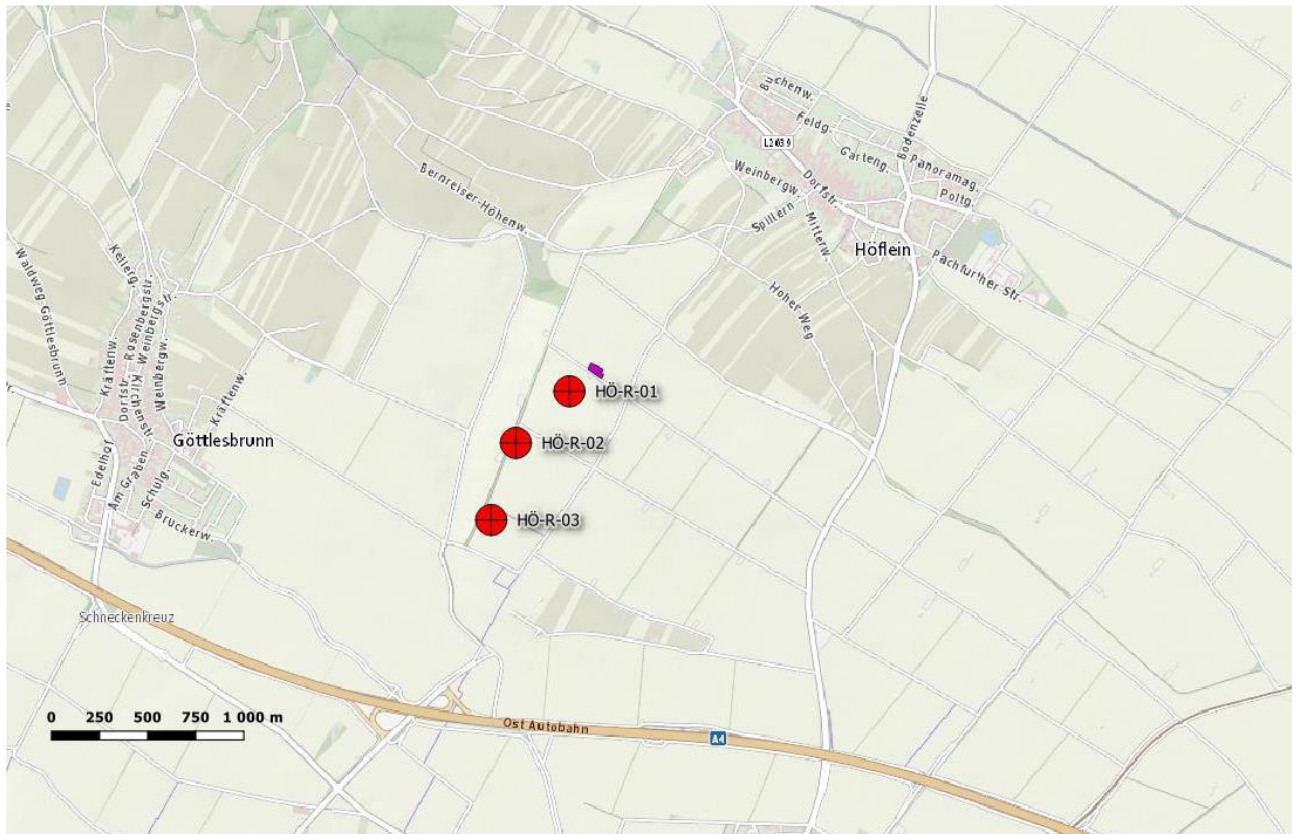 Feldg.
L2039
Garteng.
Bodenzeile
Panoramag.
Poltg.
Weinbergw.
Dorfstr.
Spillern
Mitterw.
Höflein
Pachfurther Str.
Bernreiser-Höhenw.
Hoher-Weg
Waldweg-Göttlesbrunn
Kellerg.
Kräftenw.
Dorfstr.
Rosenbergstr.
Kirchenstr.
Weinbergstr.
Weinbergw.
Kräftenw.
HÖ-R-01
HÖ-R-02
Göttlesbrunn
Edelhof
Am Graben
Schulg.
Bruckerw.
HÖ-R-03
Schneckenkreuz
0 250 500 750 1 000 m
Ost Autobahn
A4